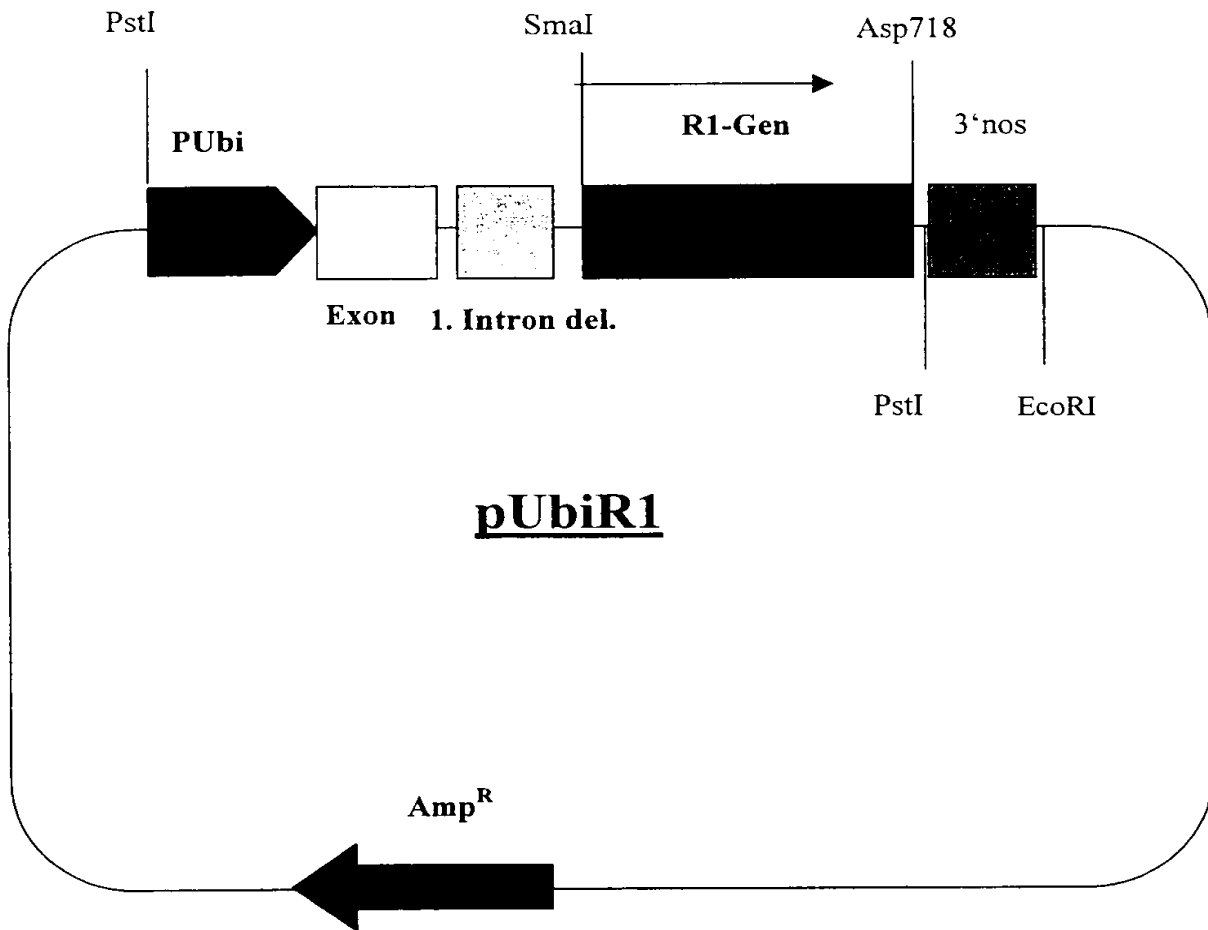 PstI
SmaI
Asp718
PUbi
R1-Gen
3‘nos
Exon
1. Intron del.
PstI
EcoRI
pUbiR1
Amp^R